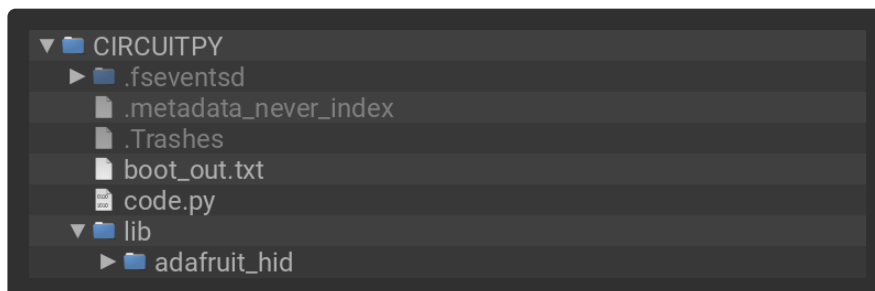 CIRCUITPY
.fseventsd
.metadata_never_index
.Trashes
boot_out.txt
code.py
lib
adafruit_hid